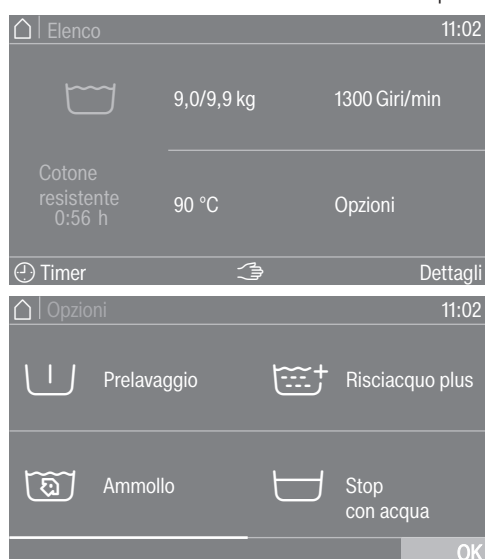 Elenco 11:02
9,0/9,9 kg 1300 Giri/min
Cotone
resistente
0:56 h
90 °C Opzioni
Timer Dettagli
Opzioni 11:02
Prelavaggio Risciacquo plus
Ammollo Stop
con acqua
OK